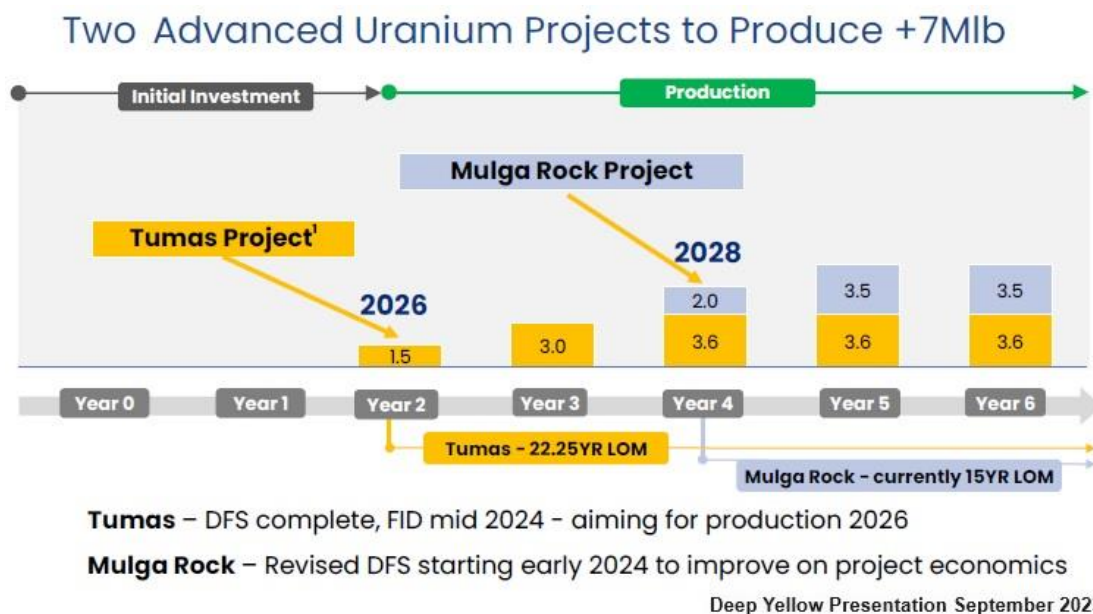 Two Advanced Uranium Projects to Produce +7Mlb
Initial Investment
Production
Mulga Rock Project
Tumas Project¹
2028
2026
2.0
3.5
3.5
1.5
3.0
3.6
3.6
3.6
Year 0
Year 1
Year 2
Year 3
Year 4
Year 5
Year 6
Tumas - 22.25YR LOM
Mulga Rock - currently 15YR LOM
Tumas – DFS complete, FID mid 2024 - aiming for production 2026
Mulga Rock – Revised DFS starting early 2024 to improve on project economics
Deep Yellow Presentation September 202